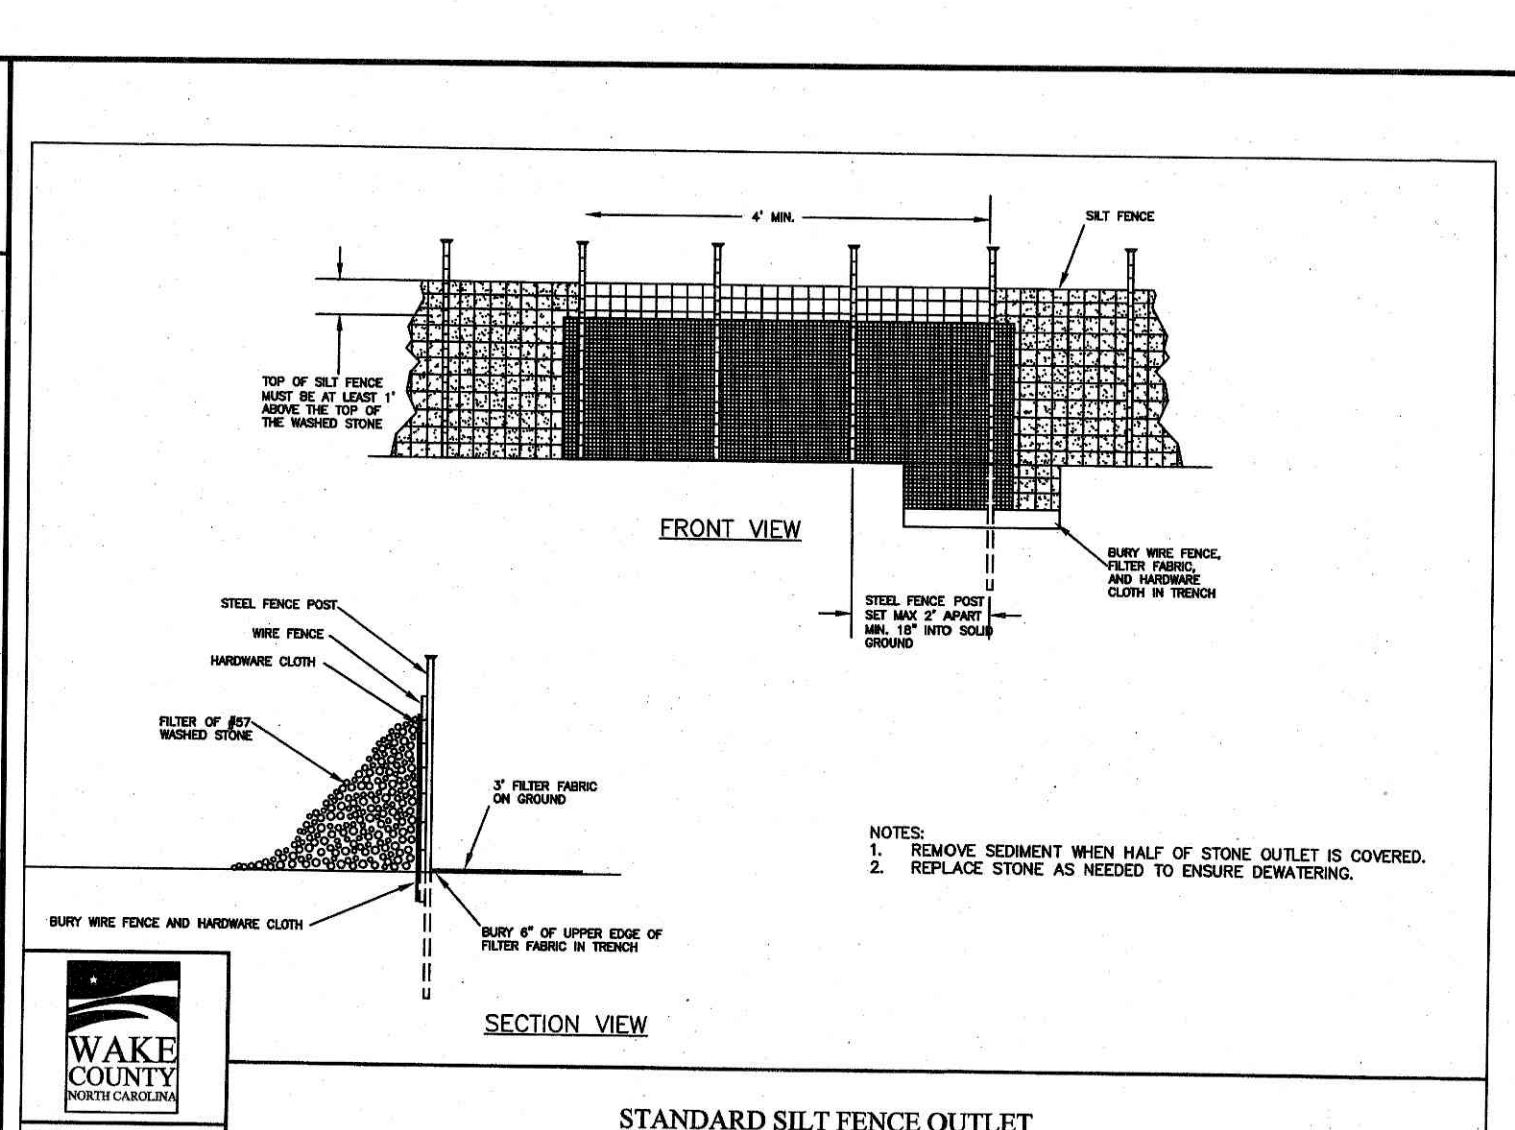 4' MIN.
SILT FENCE
TOP OF SILT FENCE
MUST BE AT LEAST 1'
ABOVE THE TOP OF
THE WASHED STONE
FRONT VIEW
BURY WIRE FENCE,
FILTER FABRIC,
AND HARDWARE
CLOTH IN TRENCH
STEEL FENCE POST
SET MAX 2' APART
MIN. 18" INTO SOLID
GROUND
STEEL FENCE POST
WIRE FENCE
HARDWARE CLOTH
FILTER OF #57
WASHED STONE
3' FILTER FABRIC
ON GROUND
NOTES:
1. REMOVE SEDIMENT WHEN HALF OF STONE OUTLET IS COVERED.
2. REPLACE STONE AS NEEDED TO ENSURE DEWATERING.
BURY WIRE FENCE AND HARDWARE CLOTH
BURY 6" OF UPPER EDGE OF
FILTER FABRIC IN TRENCH
SECTION VIEW
WAKE
COUNTY
NORTH CAROLINA
STANDARD SILT FENCE OUTLET